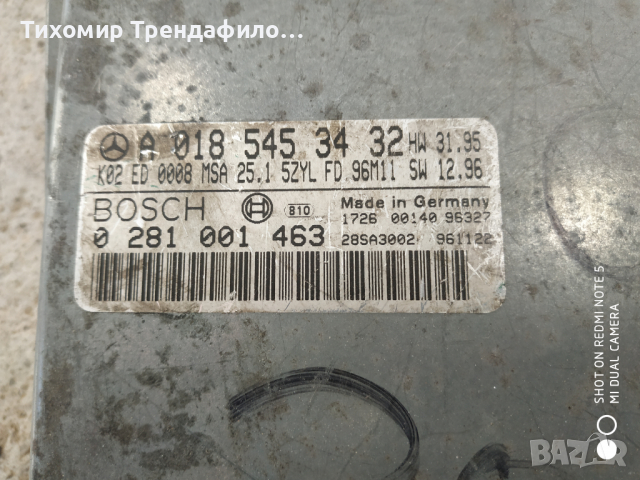 Тихомир Трендафило...
A 018 545 34 32 HW 31.95
K02 ED 0008 MSA 25.1 5ZYL FD 96M11 SW 12.96
BOSCH 810 Made in Germany
1726 00140 96327
0 281 001 463 28SA3002 961122
SHOT ON REDMI NOTE 5
MI DUAL CAMERA
BAZAR